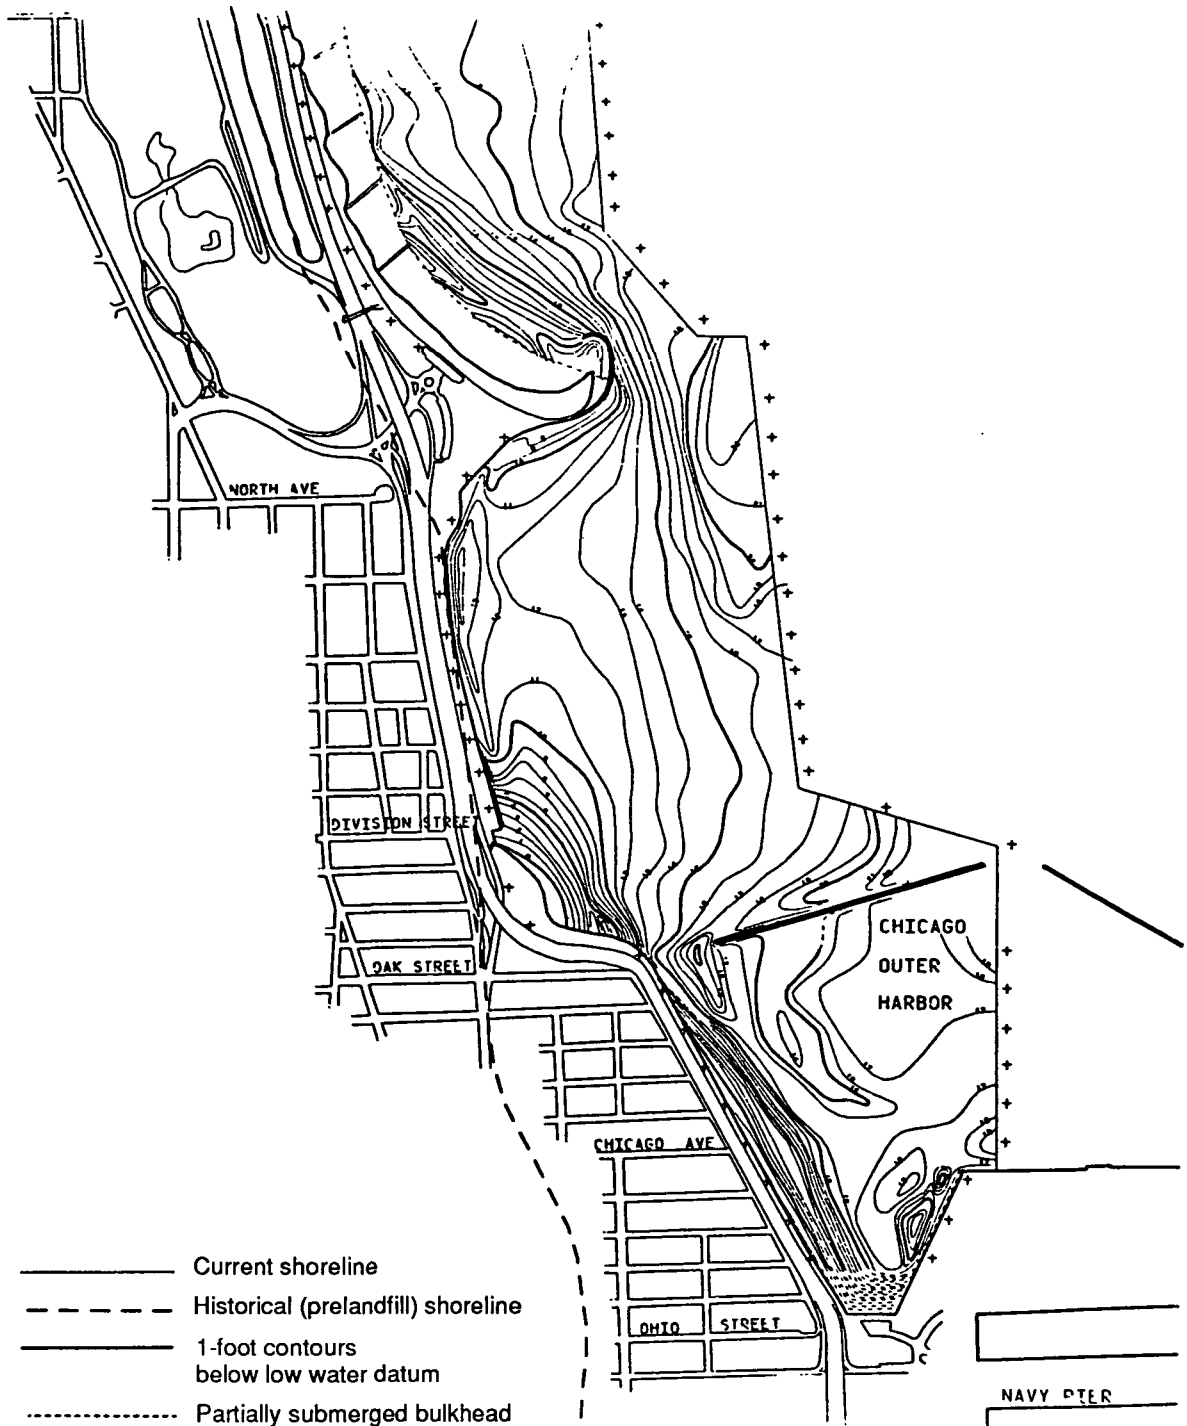 NORTH AVE
DIVISION STREET
CHICAGO
OUTER
HARBOR
OAK STREET
CHICAGO AVE
OHIO STREET
NAVY PIER
Current shoreline
Historical (prelandfill) shoreline
1-foot contours
below low water datum
Partially submerged bulkhead